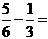 5/6 - 1/3 =